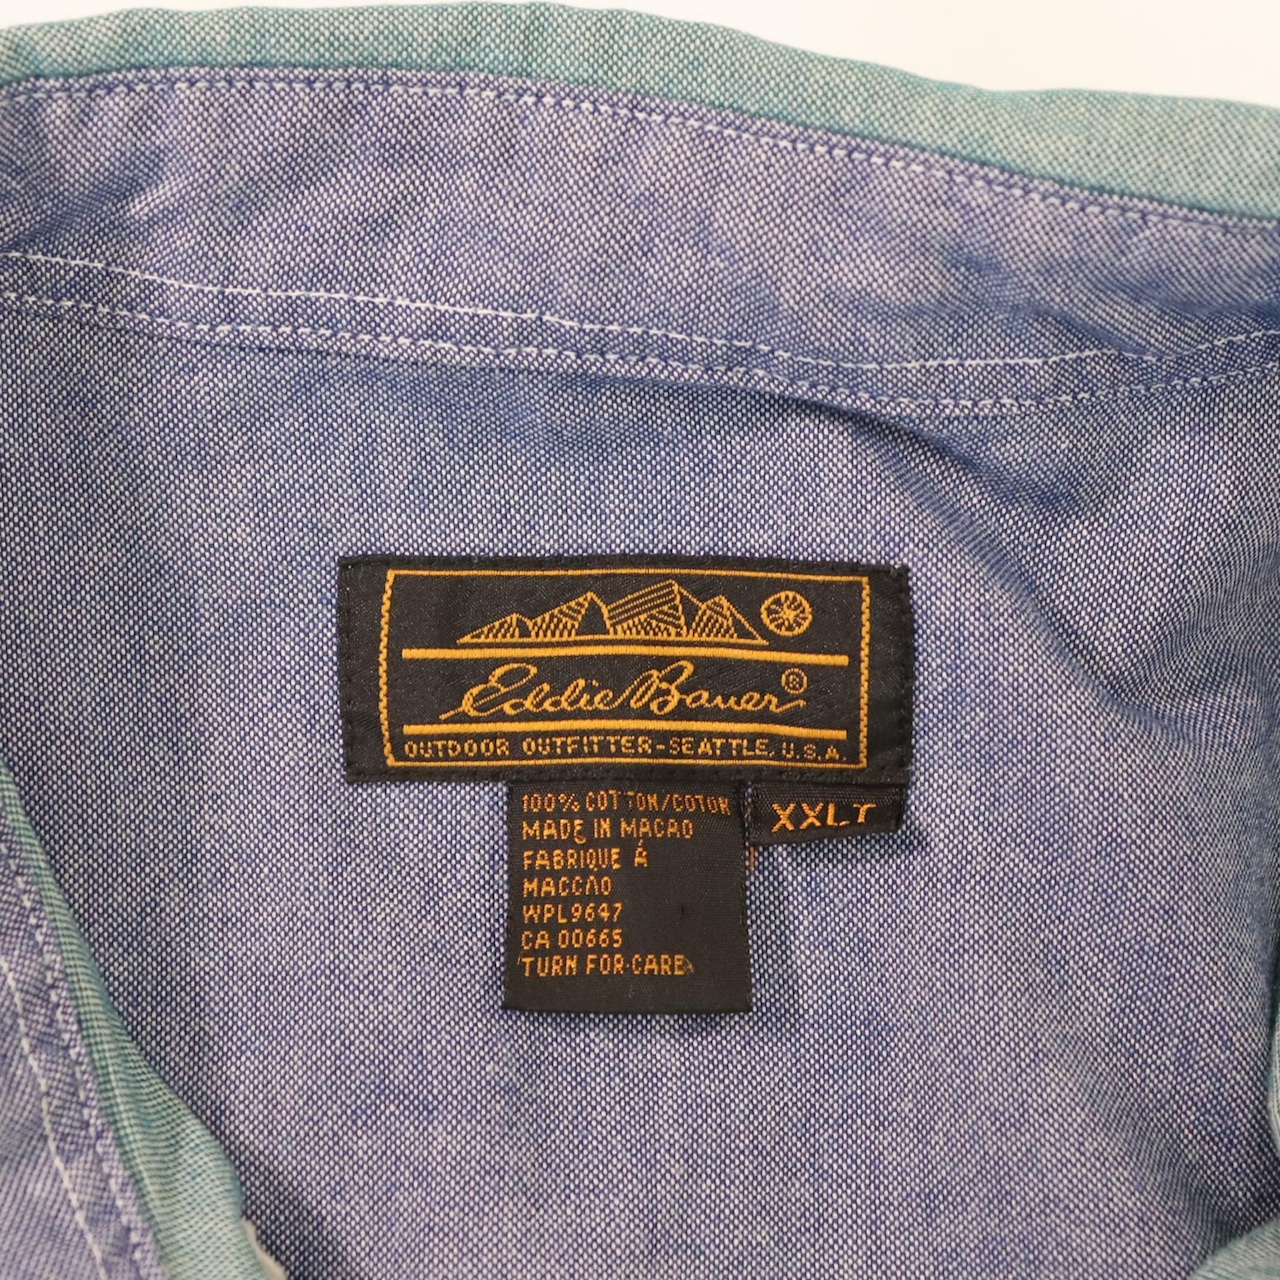 Eddie Bauer®
OUTDOOR OUTFITTER-SEATTLE, U.S.A.
100% COTTON/COTON
MADE IN MACAO
FABRIQUE Á
MACCAO
WPL9647
CA 00665
TURN FOR CARE
XXLT